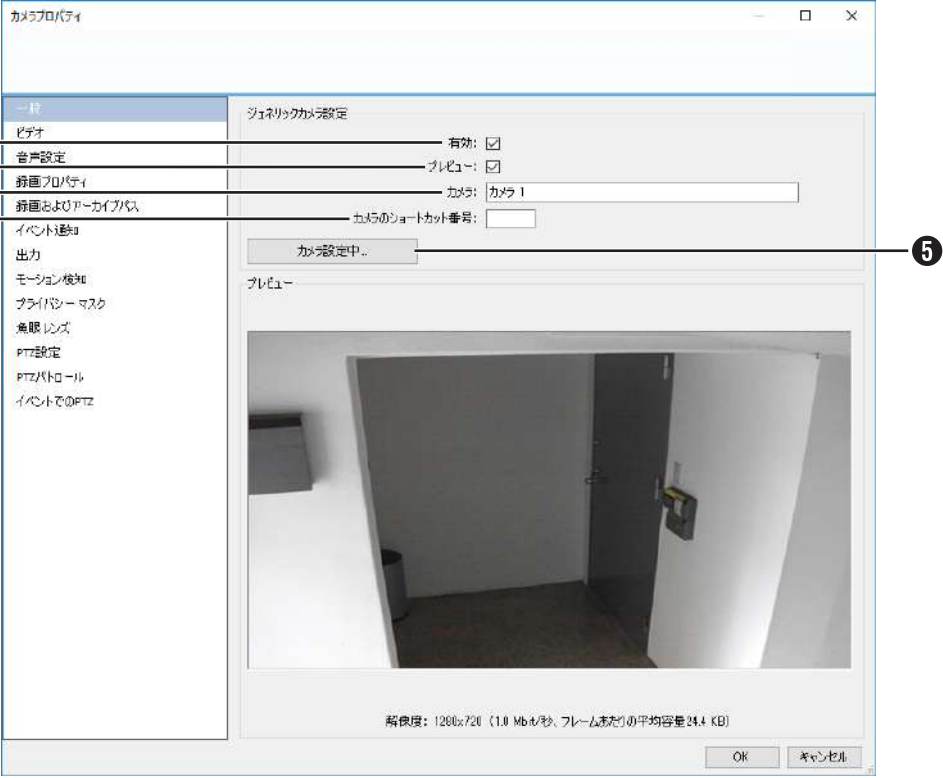 カメラプロパティ
一般
ビデオ
音声設定
録画プロパティ
録画およびアーカイブパス
イベント通知
出力
モーション検知
プライバシー マスク
魚眼レンズ
PTZ設定
PTZパトロール
イベントでのPTZ
ジェネリックカメラ設定
有効:
プレビュー:
カメラ: カメラ 1
カメラのショートカット番号:
カメラ設定中...
5
プレビュー
解像度: 1280x720 (1.0 Mbit/秒、フレームあたりの平均容量24.4 KB)
OK
キャンセル